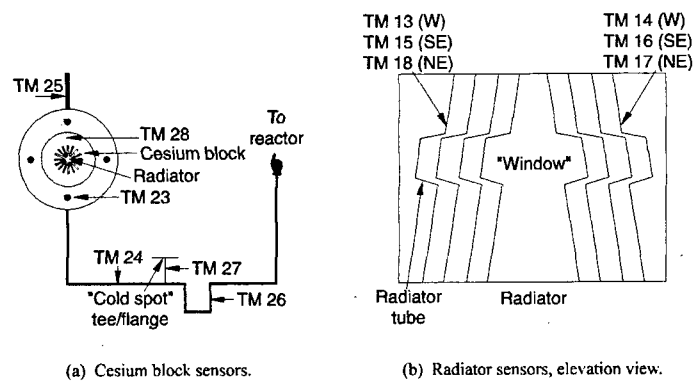 TM 25
TM 28
Cesium block
Radiator
TM 23
To
reactor
TM 24
TM 27
"Cold spot"
tee/flange
TM 26
(a) Cesium block sensors.
TM 13 (W)
TM 15 (SE)
TM 18 (NE)
TM 14 (W)
TM 16 (SE)
TM 17 (NE)
"Window"
Radiator
tube
Radiator
(b) Radiator sensors, elevation view.